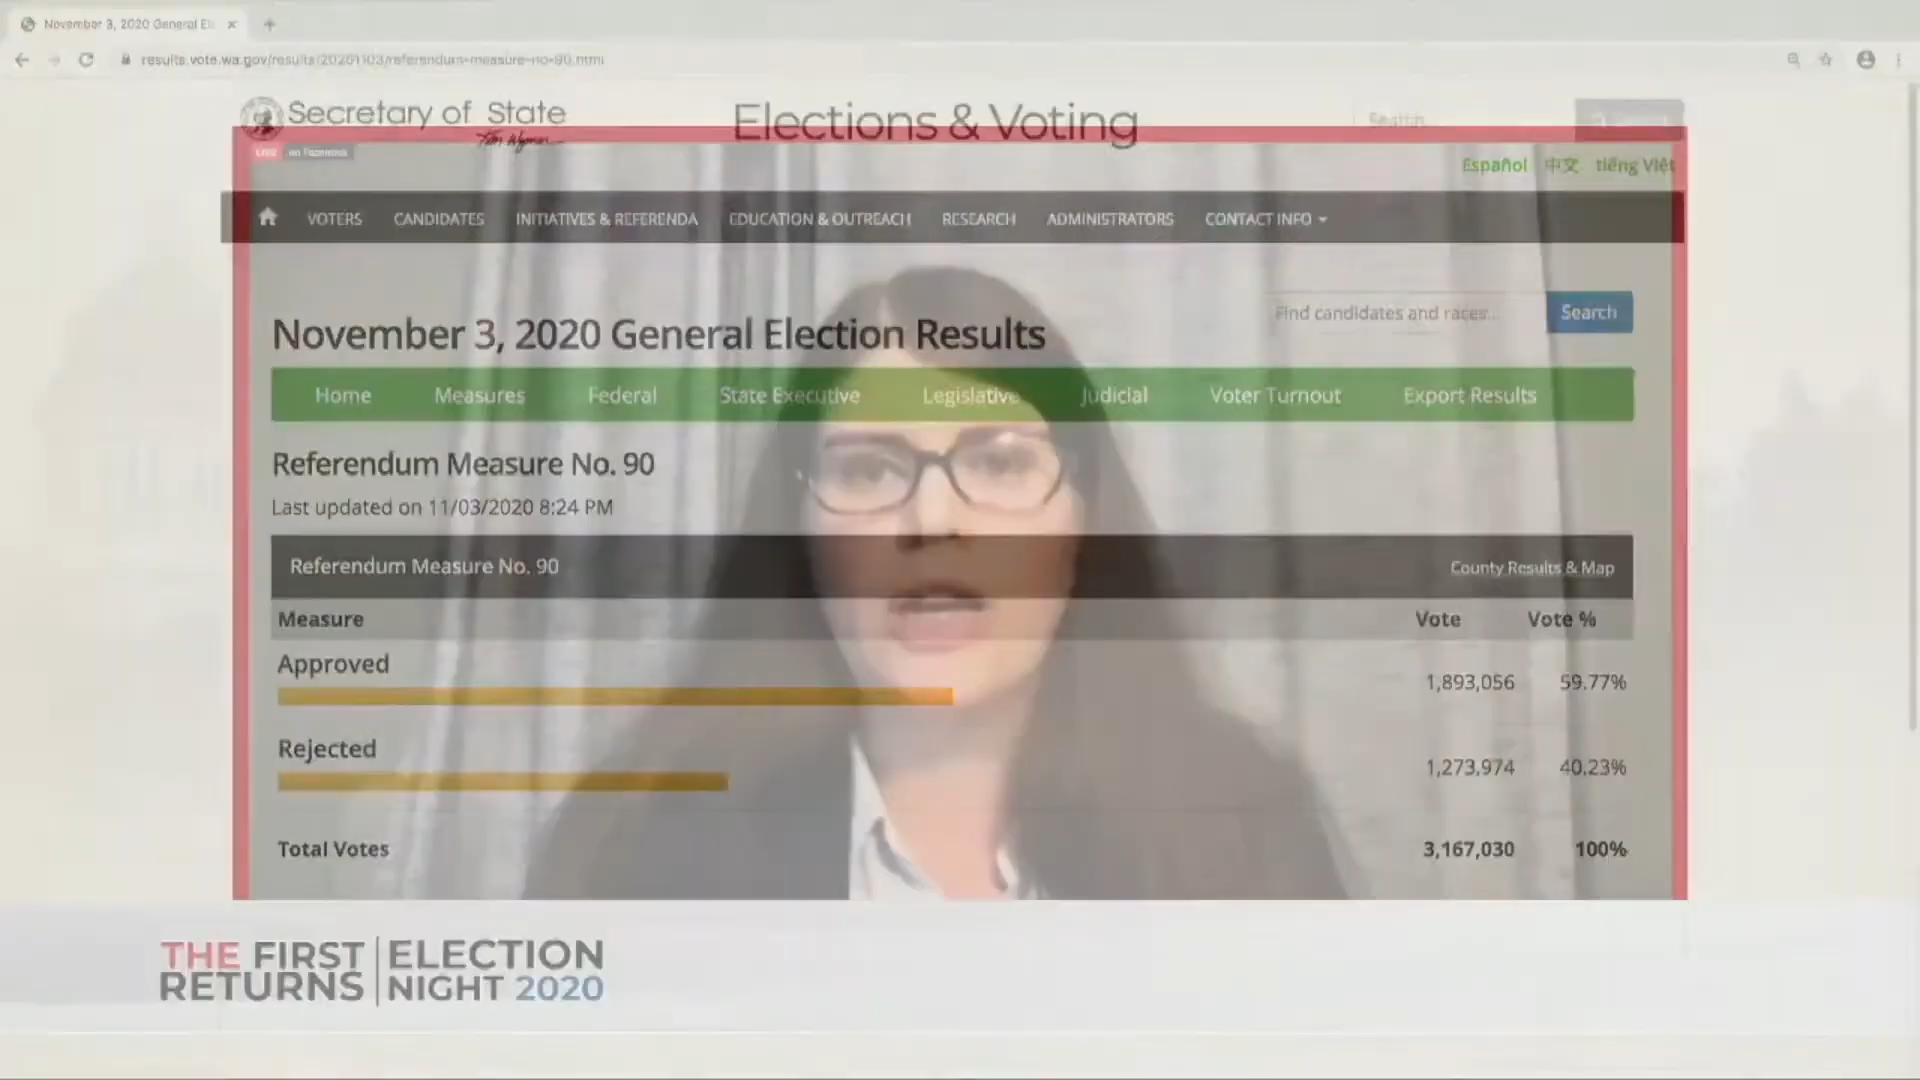 November 3, 2020 General Ele
results.vote.wa.gov/results/20201103/referendum-measure-no-90.html
Secretary of State
Elections & Voting
Search
LIVE on Facebook
Español 中文 tiếng Việt
VOTERS CANDIDATES INITIATIVES & REFERENDA EDUCATION & OUTREACH RESEARCH ADMINISTRATORS CONTACT INFO
Find candidates and races... Search
November 3, 2020 General Election Results
Home Measures Federal State Executive Legislative Judicial Voter Turnout Export Results
Referendum Measure No. 90
Last updated on 11/03/2020 8:24 PM
Referendum Measure No. 90 County Results & Map
Measure Vote Vote %
Approved 1,893,056 59.77%
Rejected 1,273,974 40.23%
Total Votes 3,167,030 100%
THE FIRST
RETURNS
ELECTION
NIGHT 2020